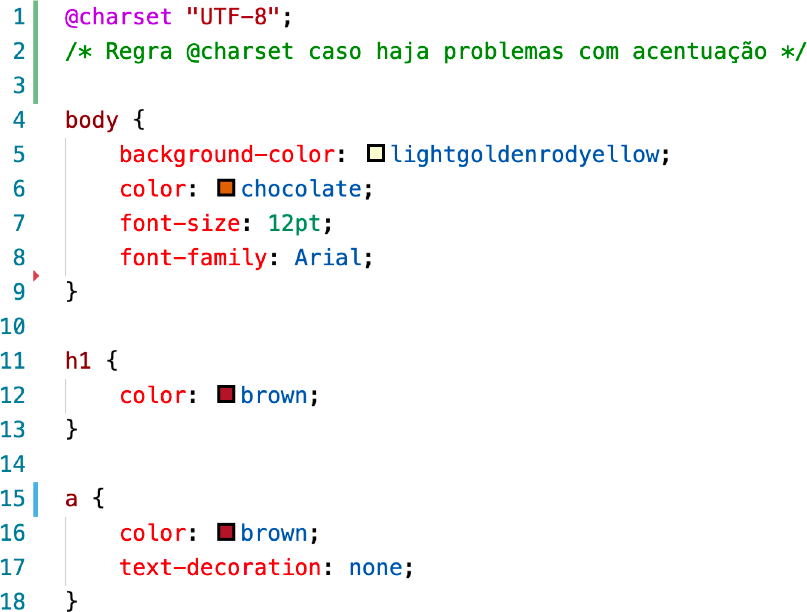 1 @charset "UTF-8";
2 /* Regra @charset caso haja problemas com acentuação */
3
4 body {
5 background-color: lightgoldenrodyellow;
6 color: chocolate;
7 font-size: 12pt;
8 font-family: Arial;
9 }
10
11 h1 {
12 color: brown;
13 }
14
15 a {
16 color: brown;
17 text-decoration: none;
18 }